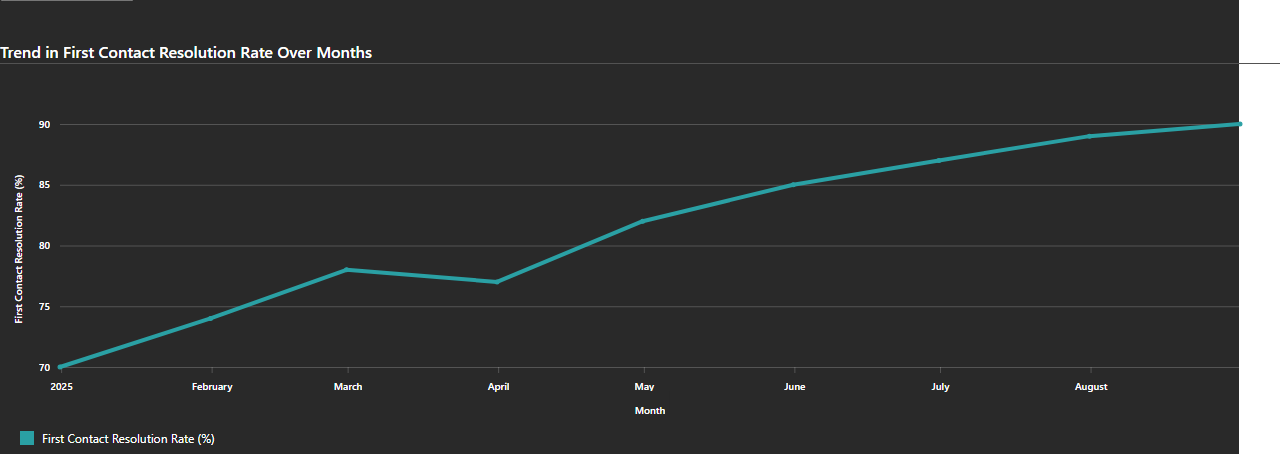 Trend in First Contact Resolution Rate Over Months
90
85
80
75
70
First Contact Resolution Rate (%)
2025 February March April May June July August
Month
First Contact Resolution Rate (%)